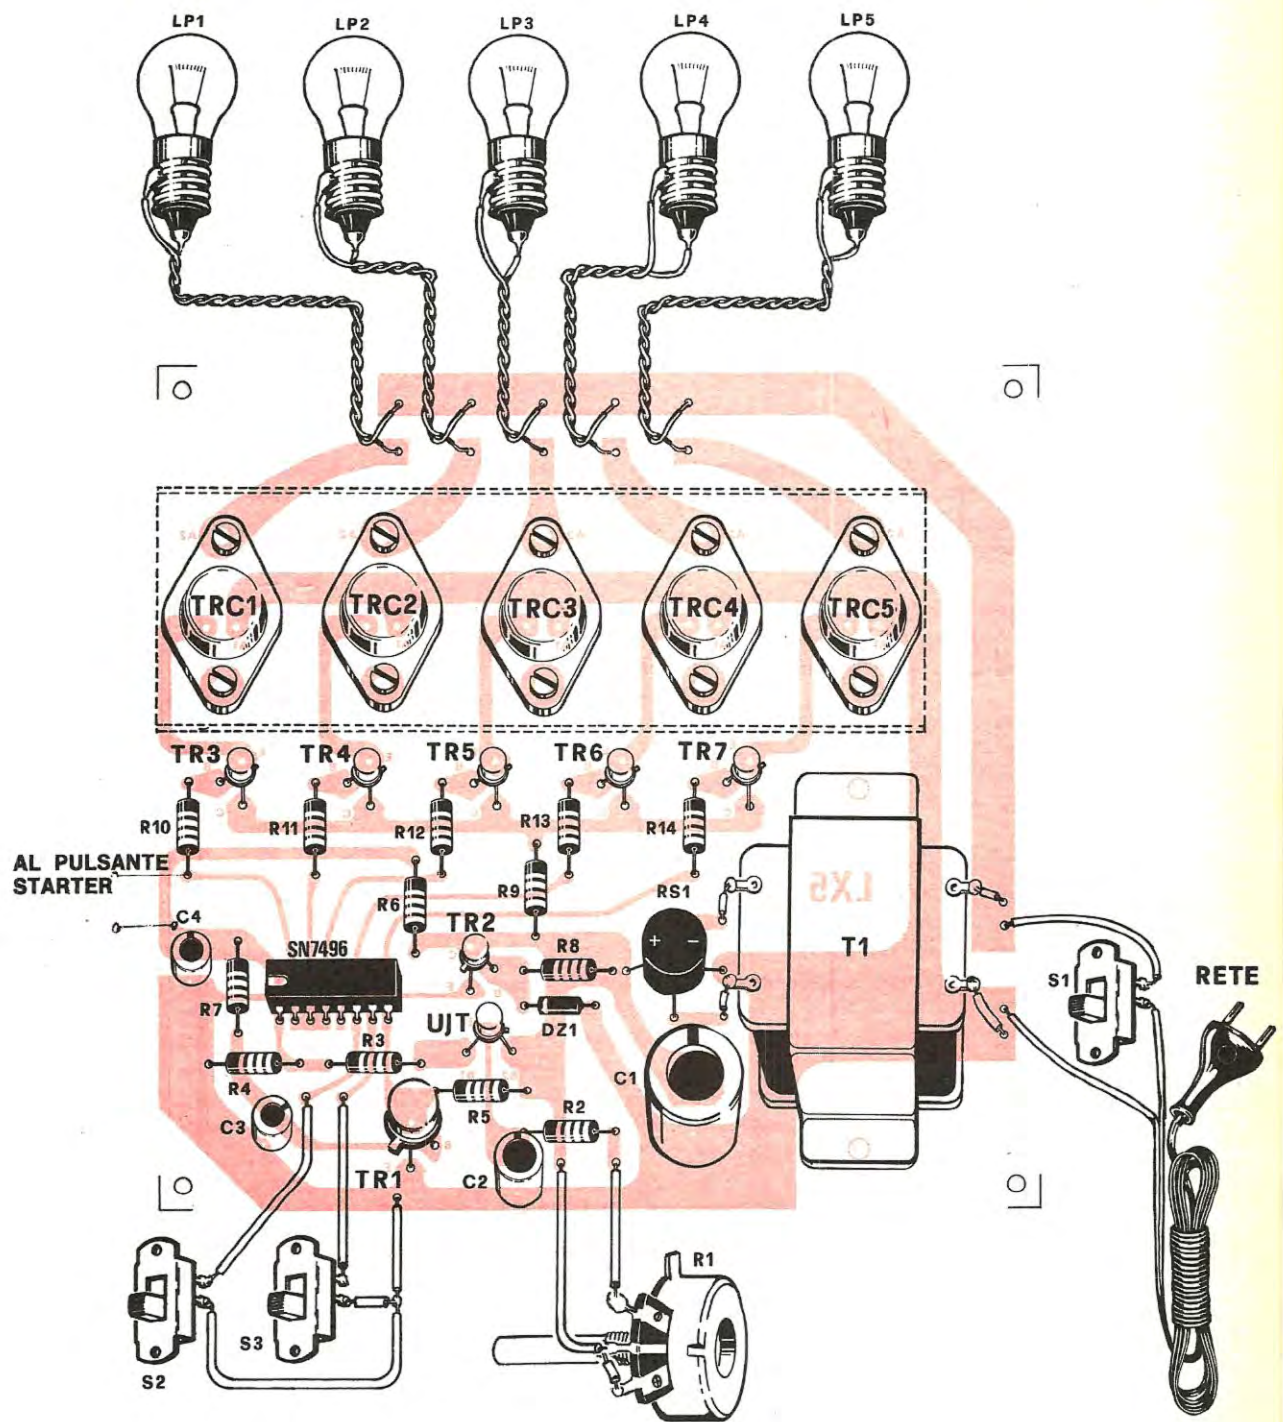 LP1
LP2
LP3
LP4
LP5
TRC1
TRC2
TRC3
TRC4
TRC5
TR3
TR4
TR5
TR6
TR7
R10
R11
R12
R13
R14
AL PULSANTE
STARTER
R6
R9
RS1
LX5
C4
SN7496
TR2
R8
+ −
T1
S1
RETE
R7
UJT
DZ1
R3
R4
R5
R2
C1
C3
TR1
C2
R1
S3
S2